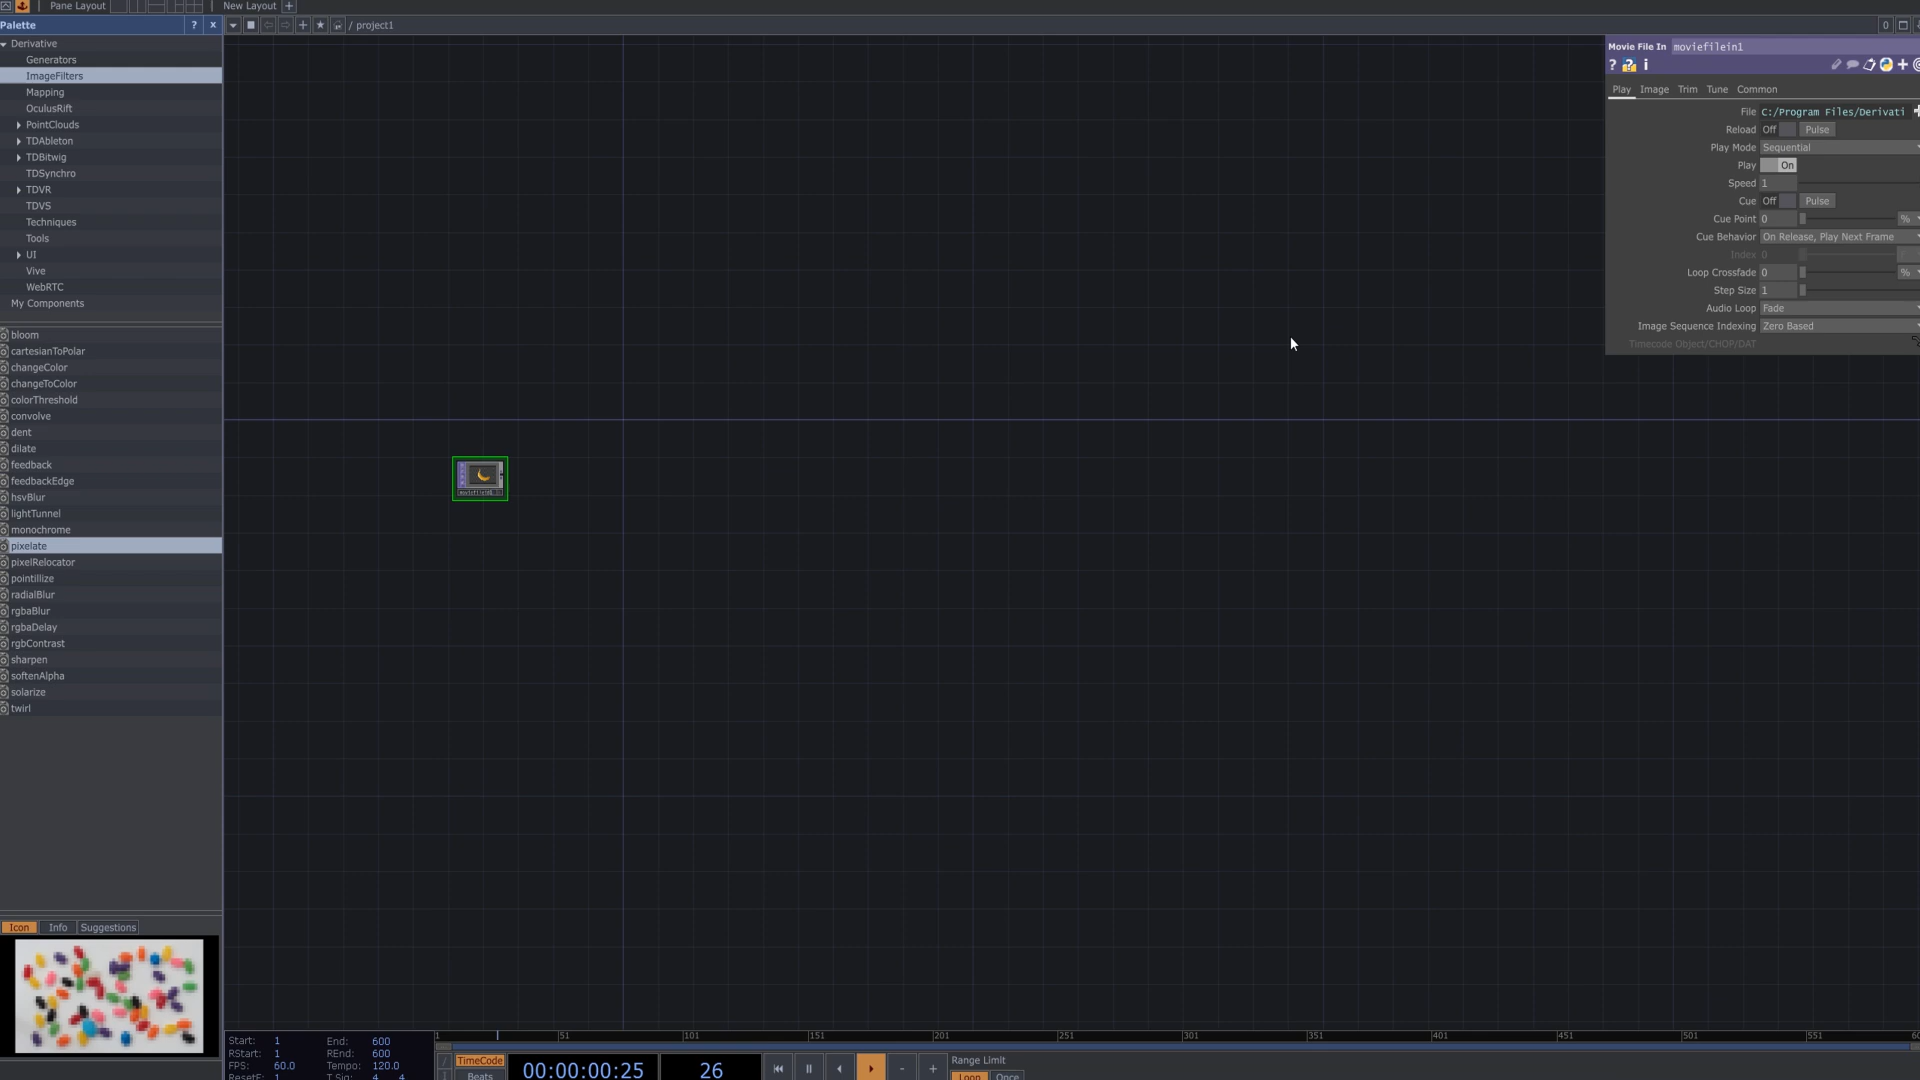 Pane Layout
New Layout +
Palette ? x
/ project1
0
Derivative
Generators
ImageFilters
Mapping
OculusRift
PointClouds
TDAbleton
TDBitwig
TDSynchro
TDVR
TDVS
Techniques
Tools
UI
Vive
WebRTC
My Components
bloom
cartesianToPolar
changeColor
changeToColor
colorThreshold
convolve
dent
dilate
feedback
feedbackEdge
hsvBlur
lightTunnel
monochrome
pixelate
pixelRelocator
pointillize
radialBlur
rgbaBlur
rgbaDelay
rgbContrast
sharpen
softenAlpha
solarize
twirl
Icon Info Suggestions
Movie File In moviefilein1
? ? i
Play Image Trim Tune Common
File C:/Program Files/Derivati
Reload Off Pulse
Play Mode Sequential
Play On
Speed 1
Cue Off Pulse
Cue Point 0 %
Cue Behavior On Release, Play Next Frame
Index 0
Loop Crossfade 0 %
Step Size 1
Audio Loop Fade
Image Sequence Indexing Zero Based
Timecode Object/CHOP/DAT
1 51 101 151 201 251 301 351 401 451 501 551
Start: 1 End: 600
RStart: 1 REnd: 600
FPS: 60.0 Tempo: 120.0
ResetF: 1 T Sig: 4 4
TimeCode
Beats
00:00:00:25 26
- +
Range Limit
Loop Once